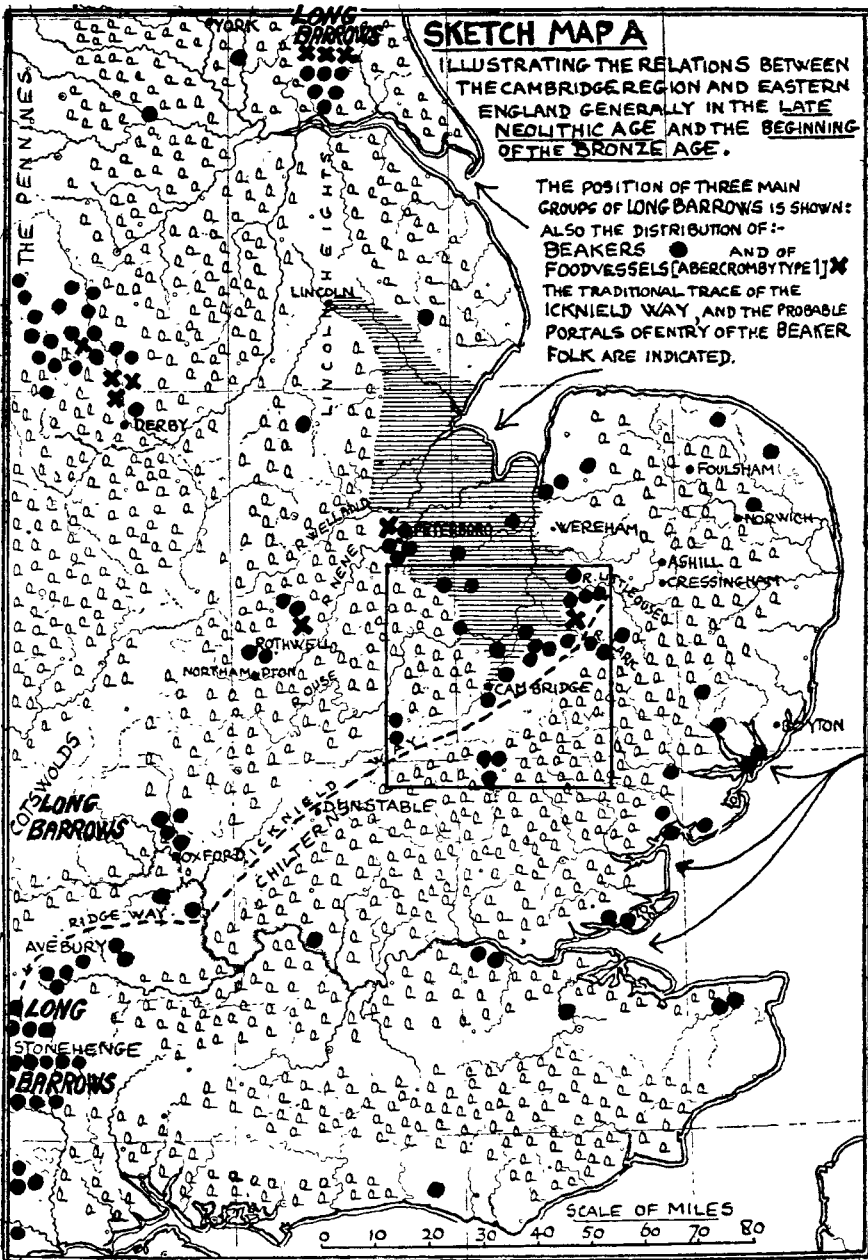 SKETCH MAP A
ILLUSTRATING THE RELATIONS BETWEEN
THE CAMBRIDGE REGION AND EASTERN
ENGLAND GENERALLY IN THE LATE
NEOLITHIC AGE AND THE BEGINNING
OF THE BRONZE AGE.
THE POSITION OF THREE MAIN
GROUPS OF LONG BARROWS IS SHOWN:
ALSO THE DISTRIBUTION OF:-
BEAKERS ● AND OF
FOODVESSELS [ABERCROMBY TYPE 1] ✖
THE TRADITIONAL TRACE OF THE
ICKNIELD WAY, AND THE PROBABLE
PORTALS OF ENTRY OF THE BEAKER
FOLK ARE INDICATED.
YORK
LONG
BARROWS
THE PENNINES
LINCOLN HEIGHTS
LINCOLN
DERBY
FOULSHAM
NORWICH
R. WELLAND
PETERBORO
WEREHAM
ASHILL
CRESSINGHAM
R. NENE
R. LITTLE OUSE
ROTHWELL
R. LARK
NORTHAMPTON
R. OUSE
CAMBRIDGE
BOYTON
COTSWOLDS
LONG
BARROWS
ICKNIELD WAY
DUNSTABLE
CHILTERN
OXFORD
RIDGE WAY
AVEBURY
LONG
STONEHENGE
BARROWS
SCALE OF MILES
0 10 20 30 40 50 60 70 80